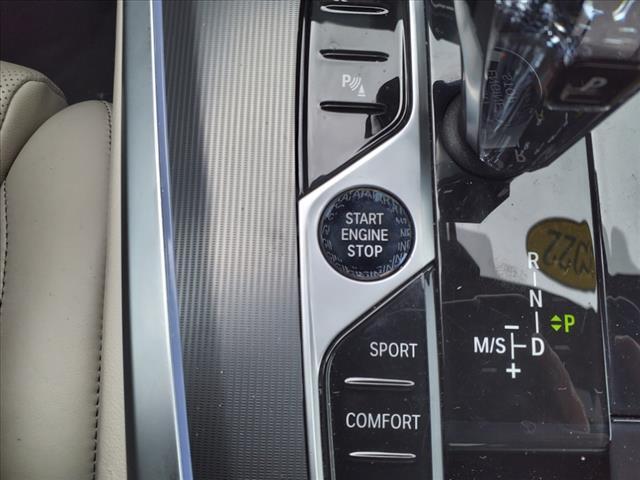 P
START
ENGINE
STOP
R
N
P
M/S D
+
SPORT
COMFORT